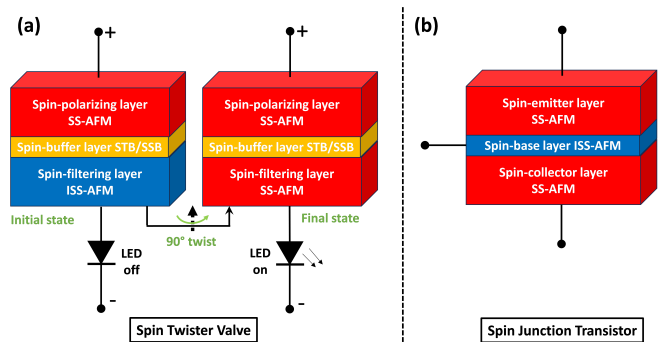 (a)
+
+
Spin-polarizing layer
SS-AFM
Spin-buffer layer STB/SSB
Spin-filtering layer
ISS-AFM
Spin-polarizing layer
SS-AFM
Spin-buffer layer STB/SSB
Spin-filtering layer
SS-AFM
Initial state
90° twist
Final state
LED
off
LED
on
-
-
Spin Twister Valve
(b)
Spin-emitter layer
SS-AFM
Spin-base layer ISS-AFM
Spin-collector layer
SS-AFM
Spin Junction Transistor